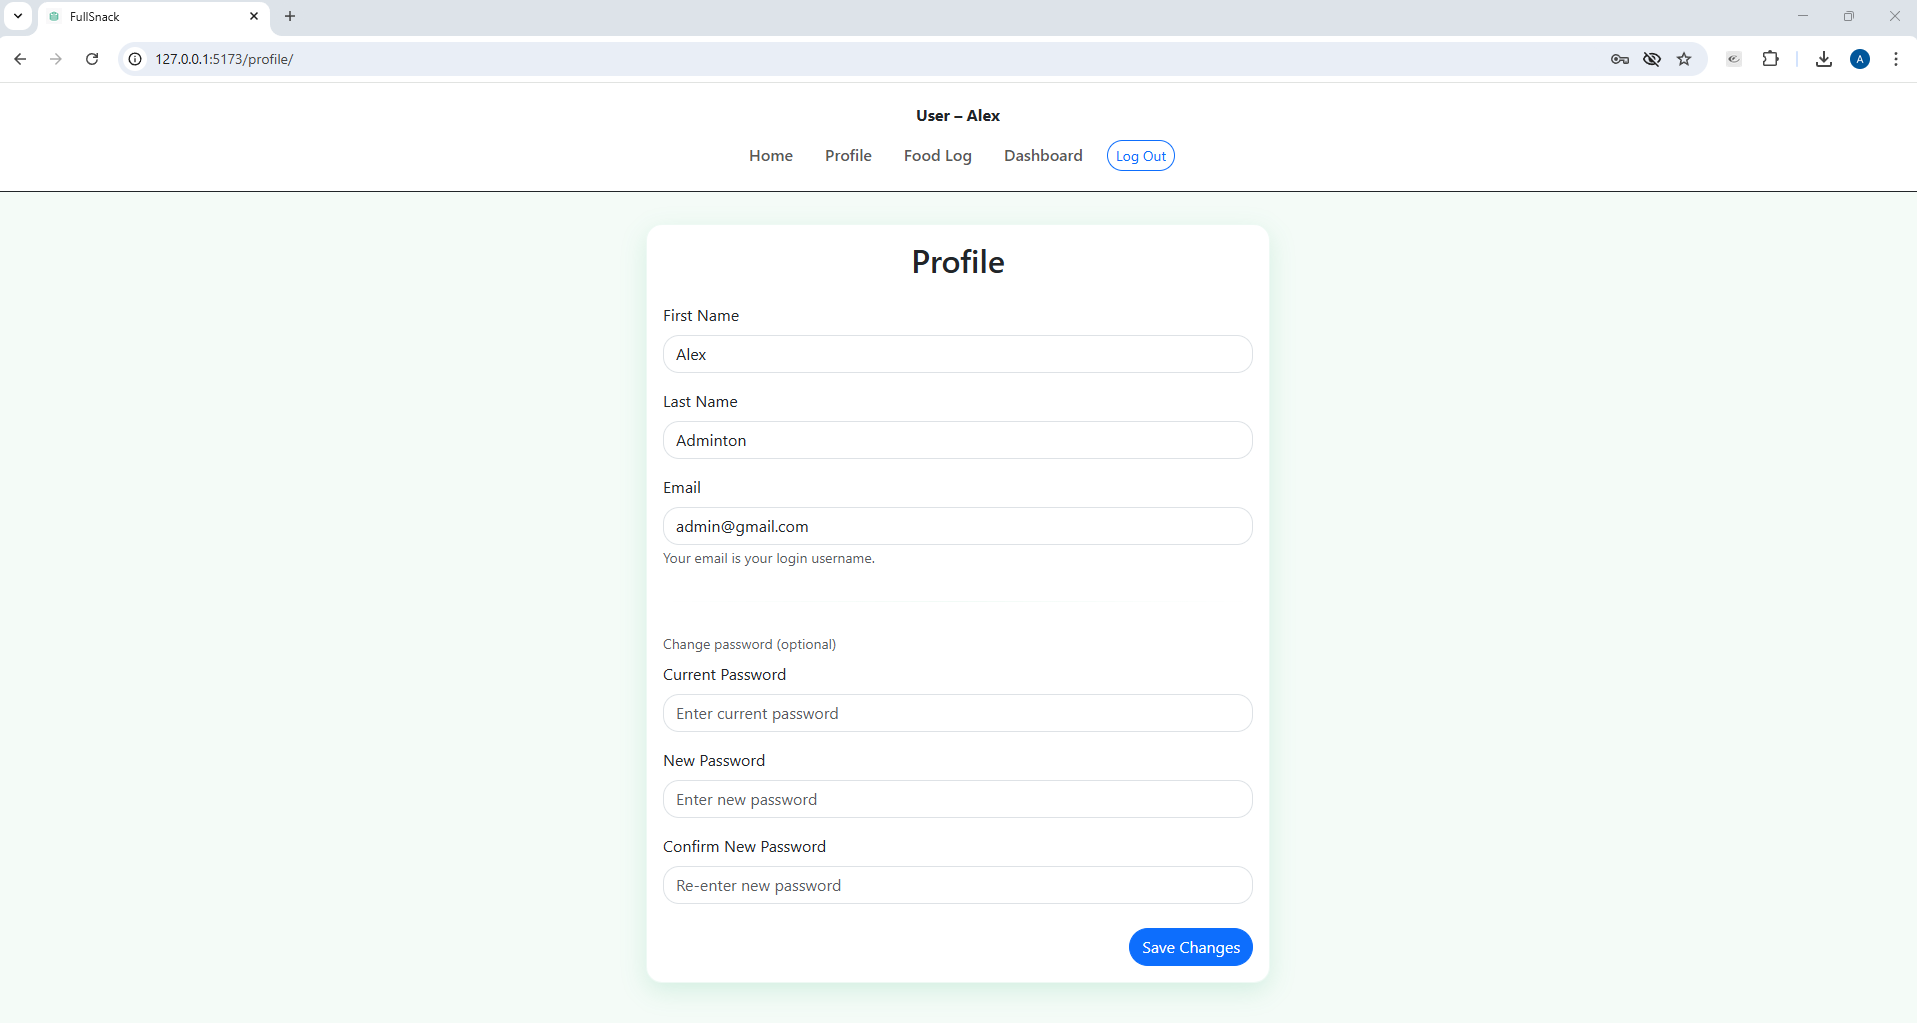 FullSnack
127.0.0.1:5173/profile/
A
User – Alex
Home Profile Food Log Dashboard Log Out
Profile
First Name
Alex
Last Name
Adminton
Email
admin@gmail.com
Your email is your login username.
Change password (optional)
Current Password
Enter current password
New Password
Enter new password
Confirm New Password
Re-enter new password
Save Changes